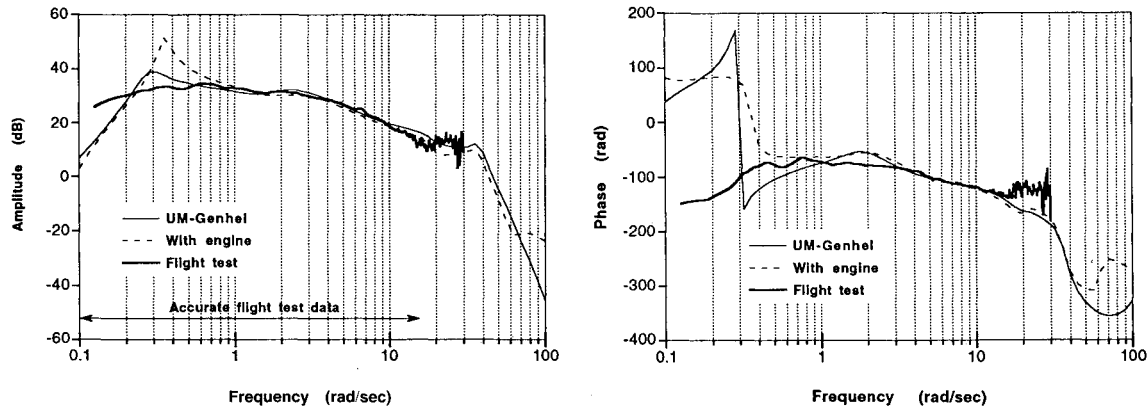 60
40
20
0
-20
-40
-60
Amplitude (dB)
UM-Genhel
With engine
Flight test
Accurate flight test data
0.1
1
10
100
Frequency (rad/sec)
200
100
0
-100
-200
-300
-400
Phase (rad)
UM-Genhel
With engine
Flight test
0.1
1
10
100
Frequency (rad/sec)